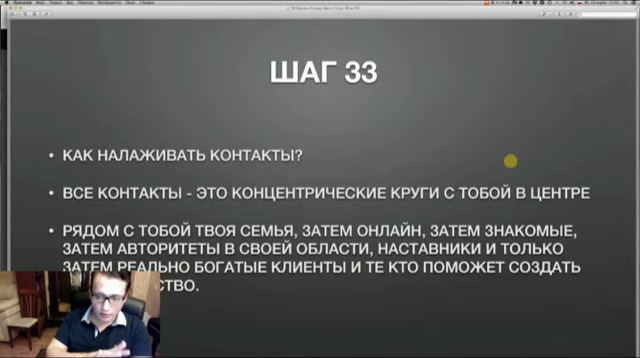 ШАГ 33
• КАК НАЛАЖИВАТЬ КОНТАКТЫ?
• ВСЕ КОНТАКТЫ - ЭТО КОНЦЕНТРИЧЕСКИЕ КРУГИ С ТОБОЙ В ЦЕНТРЕ
• РЯДОМ С ТОБОЙ ТВОЯ СЕМЬЯ, ЗАТЕМ ОНЛАЙН, ЗАТЕМ ЗНАКОМЫЕ,
ЗАТЕМ АВТОРИТЕТЫ В СВОЕЙ ОБЛАСТИ, НАСТАВНИКИ И ТОЛЬКО
ЗАТЕМ РЕАЛЬНО БОГАТЫЕ КЛИЕНТЫ И ТЕ КТО ПОМОЖЕТ СОЗДАТЬ